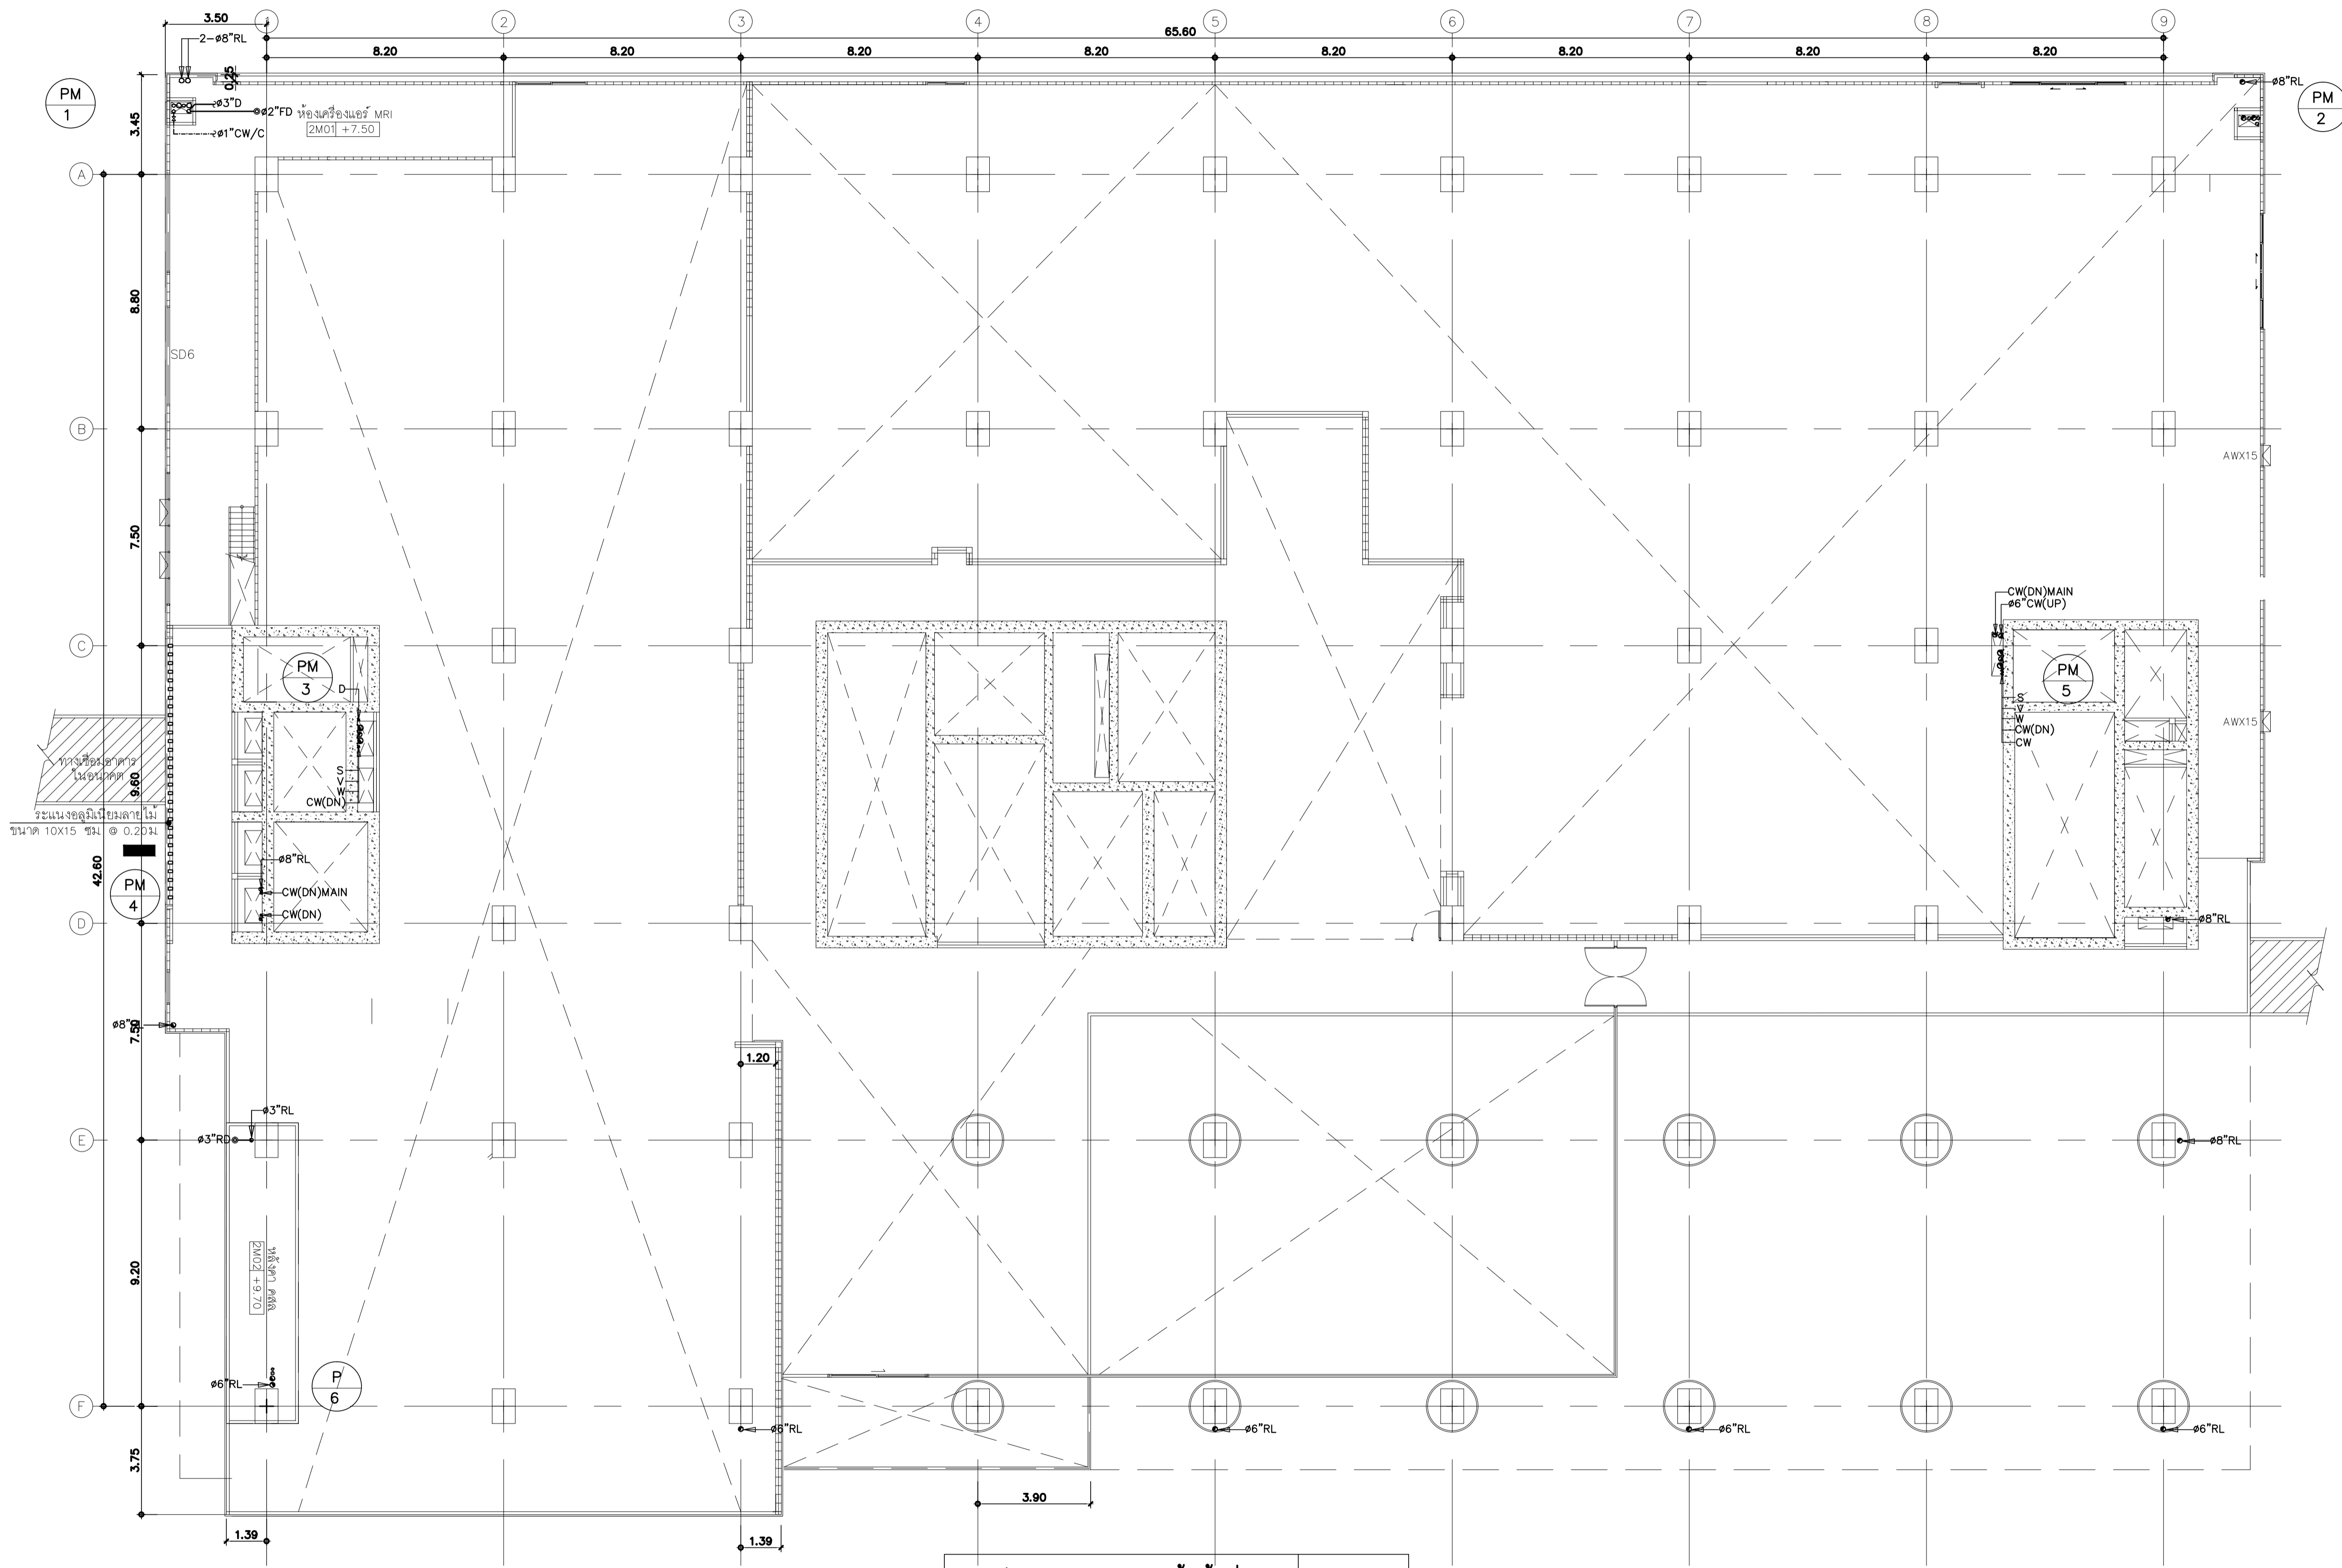 1
2
3
4
5
6
7
8
9
3.50
65.60
8.20
8.20
8.20
8.20
8.20
8.20
8.20
8.20
2-ø8"RL
0.25
PM
1
ø3"D
ø2"FD
ห้องเครื่องแอร์ MRI
2M01 +7.50
ø1"CW/C
ø8"RL
PM
2
3.45
A
8.80
SD6
B
AWX15
7.50
CW(DN)MAIN
ø6"CW(UP)
C
PM
3
D
PM
5
S
V
W
CW(DN)
CW
AWX15
ทางเชื่อมอาคาร
ในอนาคต
9.60
S
V
W
CW(DN)
ระแนงอลูมิเนียมลายไม้
ขนาด 10X15 ซม. @ 0.20ม.
42.60
ø8"RL
PM
4
CW(DN)MAIN
CW(DN)
D
ø8"RL
ø8"
7.50
1.20
ø3"RL
E
ø3"RD
ø8"RL
9.20
หลังคา คสล
2M02 +9.70
ø6"RL
P
6
F
ø6"RL
ø6"RL
ø6"RL
ø6"RL
3.75
3.90
1.39
1.39